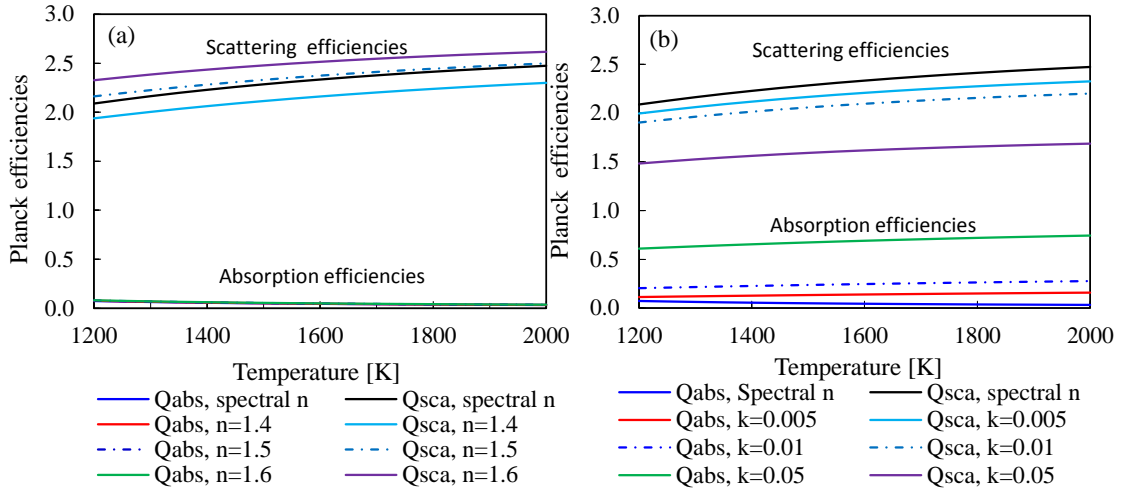 (a)
Scattering efficiencies
Absorption efficiencies
Planck efficiencies
3.0
2.5
2.0
1.5
1.0
0.5
0.0
1200 1400 1600 1800 2000
Temperature [K]
Qabs, spectral n Qsca, spectral n
Qabs, n=1.4 Qsca, n=1.4
Qabs, n=1.5 Qsca, n=1.5
Qabs, n=1.6 Qsca, n=1.6
(b)
Scattering efficiencies
Absorption efficiencies
Planck efficiencies
3.0
2.5
2.0
1.5
1.0
0.5
0.0
1200 1400 1600 1800 2000
Temperature [K]
Qabs, Spectral n Qsca, spectral n
Qabs, k=0.005 Qsca, k=0.005
Qabs, k=0.01 Qsca, k=0.01
Qabs, k=0.05 Qsca, k=0.05